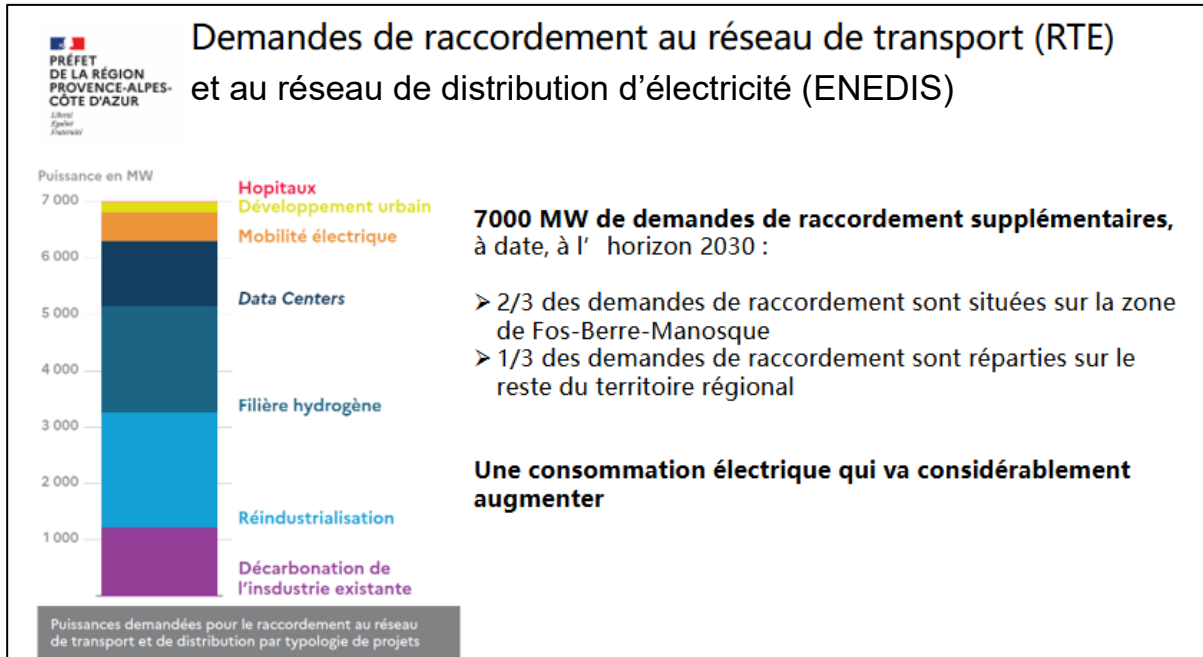 PRÉFET
DE LA RÉGION
PROVENCE-ALPES-
CÔTE D'AZUR
Liberté
Égalité
Fraternité
Demandes de raccordement au réseau de transport (RTE)
et au réseau de distribution d'électricité (ENEDIS)
Puissance en MW
7 000
6 000
5 000
4 000
3 000
2 000
1 000
Hopitaux
Développement urbain
Mobilité électrique
Data Centers
Filière hydrogène
Réindustrialisation
Décarbonation de
l'insdustrie existante
Puissances demandées pour le raccordement au réseau
de transport et de distribution par typologie de projets
7000 MW de demandes de raccordement supplémentaires,
à date, à l' horizon 2030 :
➢ 2/3 des demandes de raccordement sont situées sur la zone
de Fos-Berre-Manosque
➢ 1/3 des demandes de raccordement sont réparties sur le
reste du territoire régional
Une consommation électrique qui va considérablement
augmenter